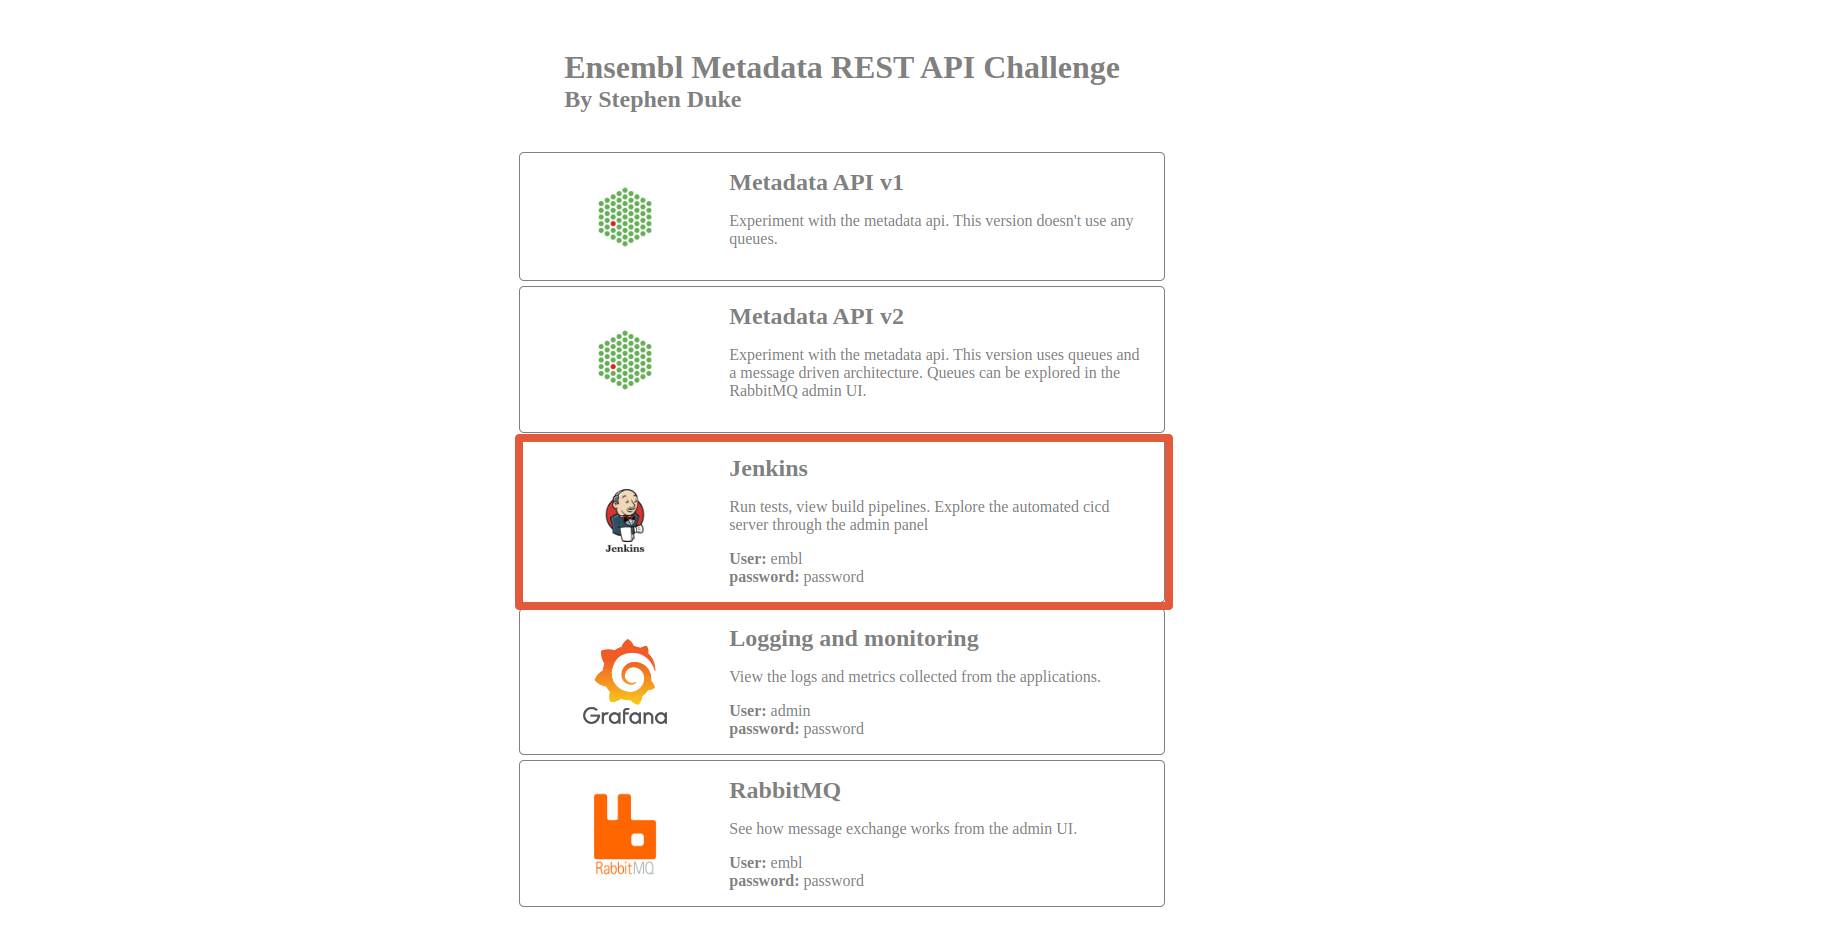 Ensembl Metadata REST API Challenge
By Stephen Duke
Metadata API v1
Experiment with the metadata api. This version doesn't use any
queues.
Metadata API v2
Experiment with the metadata api. This version uses queues and
a message driven architecture. Queues can be explored in the
RabbitMQ admin UI.
Jenkins
Jenkins
Run tests, view build pipelines. Explore the automated cicd
server through the admin panel
User: embl
password: password
Grafana
Logging and monitoring
View the logs and metrics collected from the applications.
User: admin
password: password
RabbitMQ
RabbitMQ
See how message exchange works from the admin UI.
User: embl
password: password